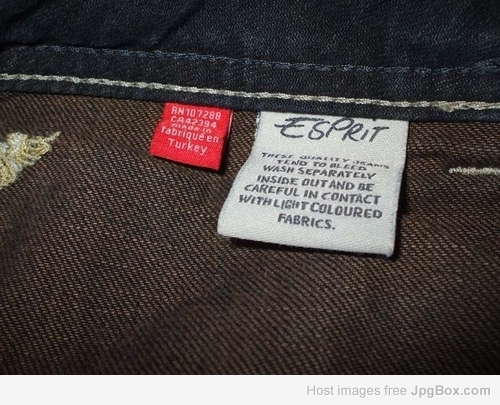 RN107288
CA42394
made in
fabriqué en
Turkey
ESPRIT
THESE QUALITY JEANS
TEND TO BLEED
WASH SEPARATELY
INSIDE OUT AND BE
CAREFUL IN CONTACT
WITH LIGHT COLOURED
FABRICS.
Host images free JpgBox.com